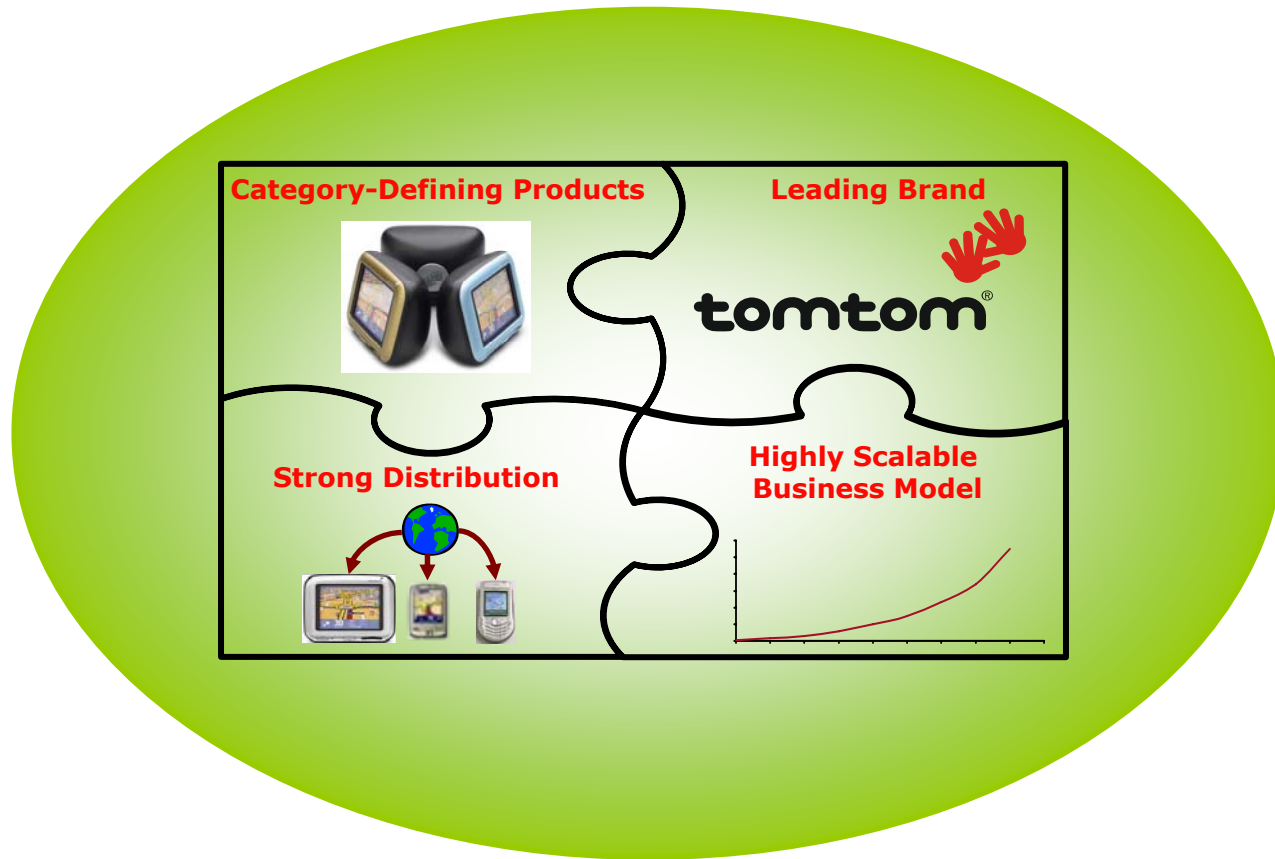 Category-Defining Products
Leading Brand
tomtom®
Strong Distribution
Highly Scalable
Business Model